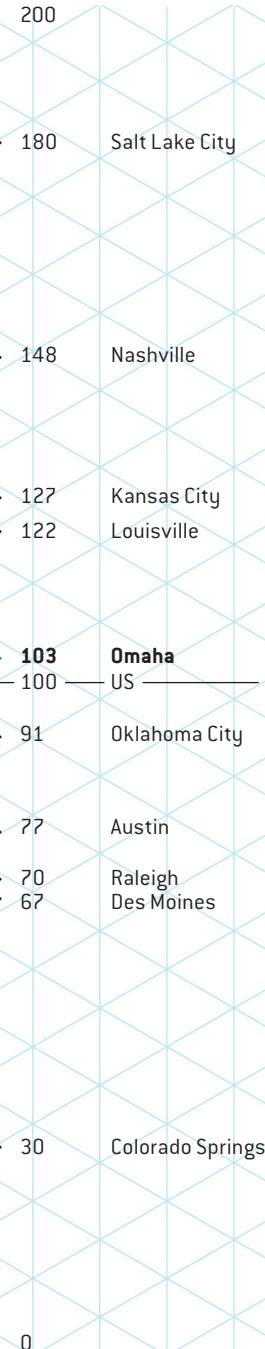 200
180 Salt Lake City
148 Nashville
127 Kansas City
122 Louisville
103 Omaha
100 US
91 Oklahoma City
77 Austin
70 Raleigh
67 Des Moines
30 Colorado Springs
0